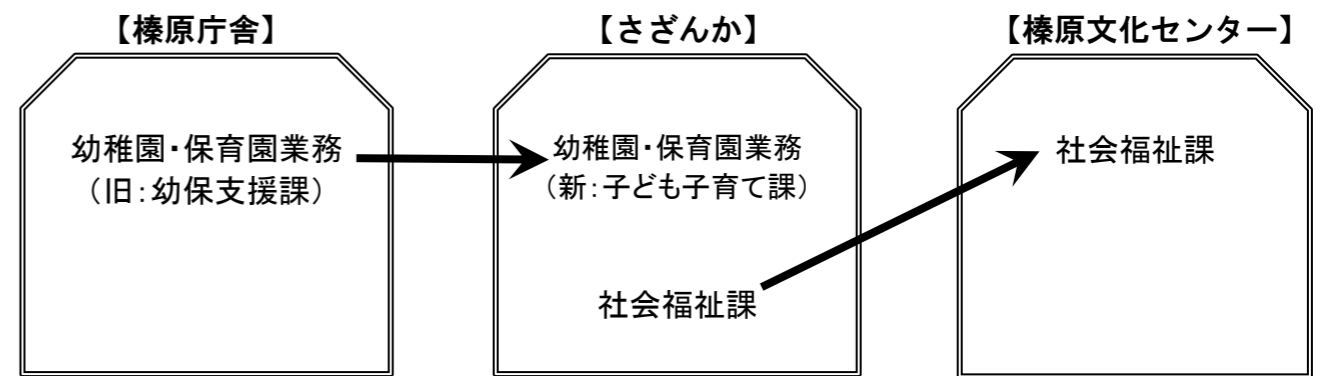 【榛原庁舎】
幼稚園・保育園業務
（旧：幼保支援課）
【さざんか】
幼稚園・保育園業務
（新：子ども子育て課）
社会福祉課
【榛原文化センター】
社会福祉課